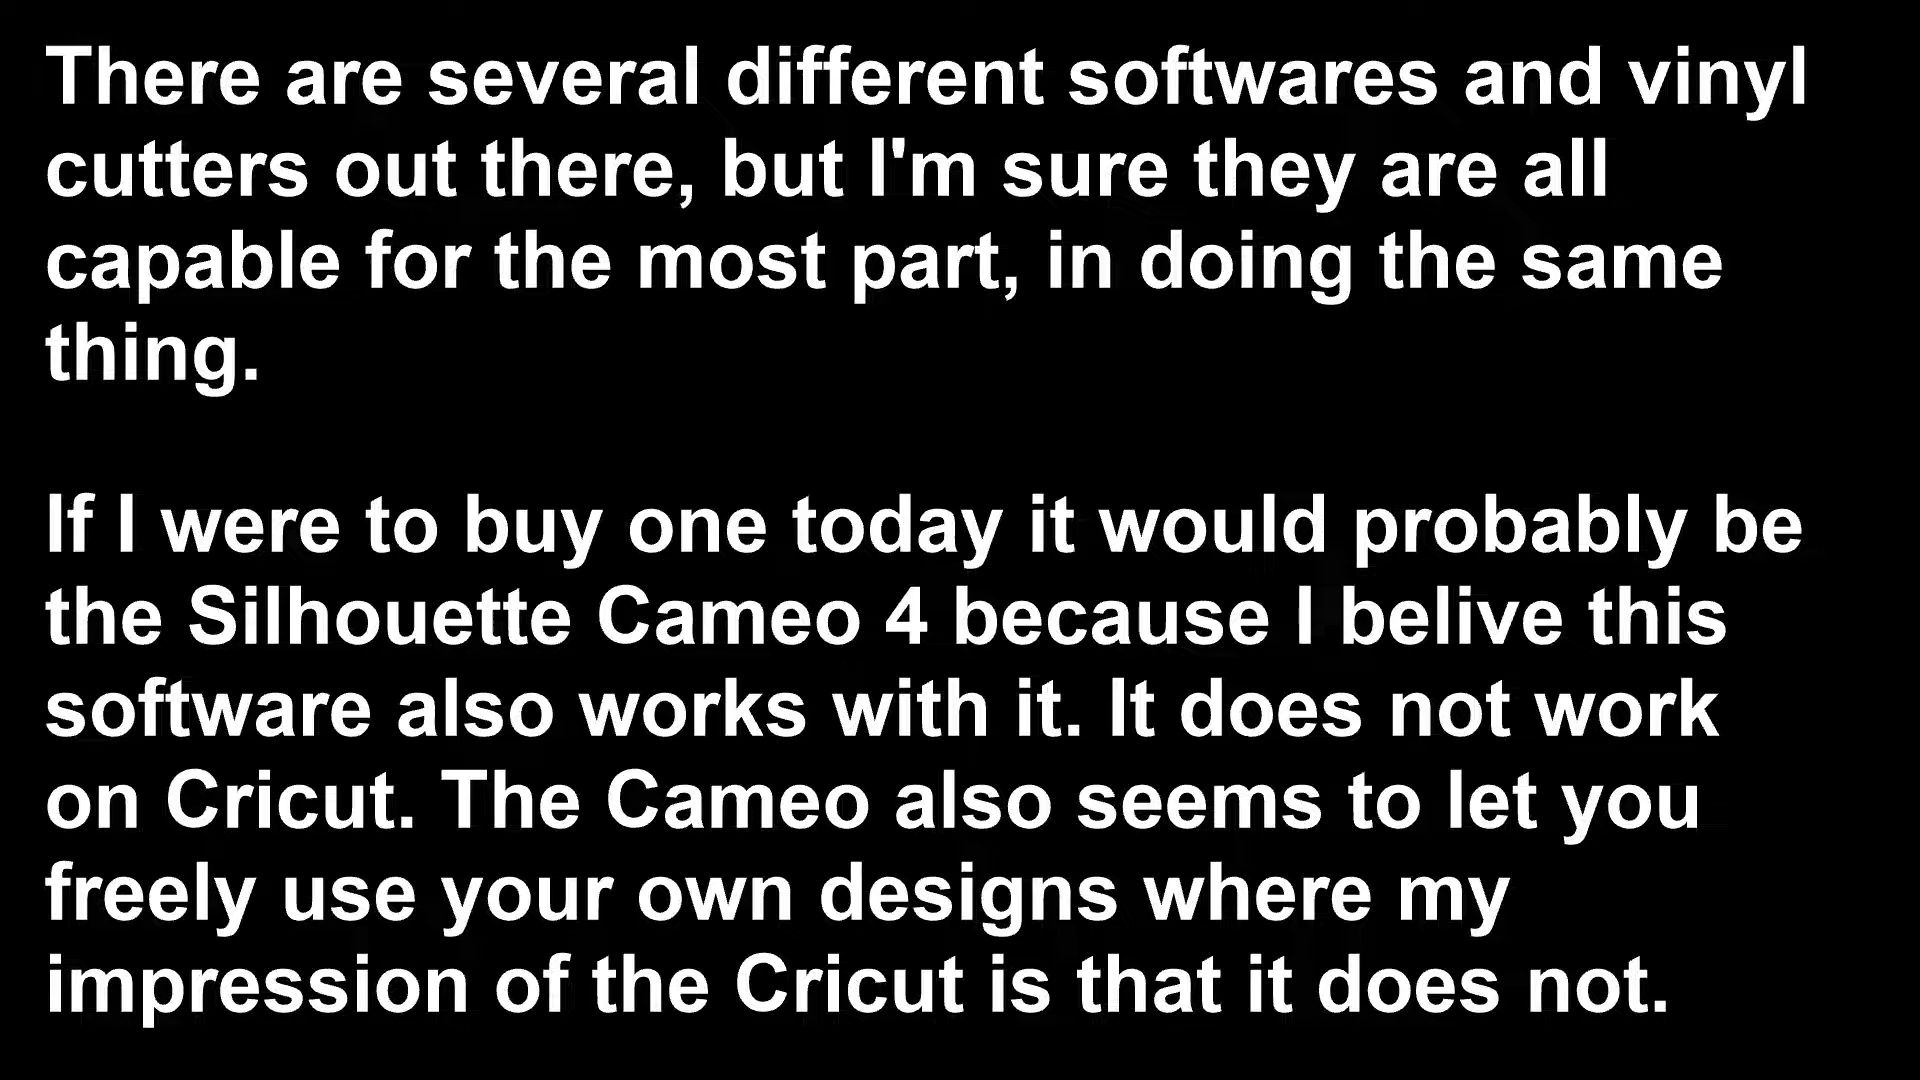 There are several different softwares and vinyl
cutters out there, but I'm sure they are all
capable for the most part, in doing the same
thing.
If I were to buy one today it would probably be
the Silhouette Cameo 4 because I belive this
software also works with it. It does not work
on Cricut. The Cameo also seems to let you
freely use your own designs where my
impression of the Cricut is that it does not.